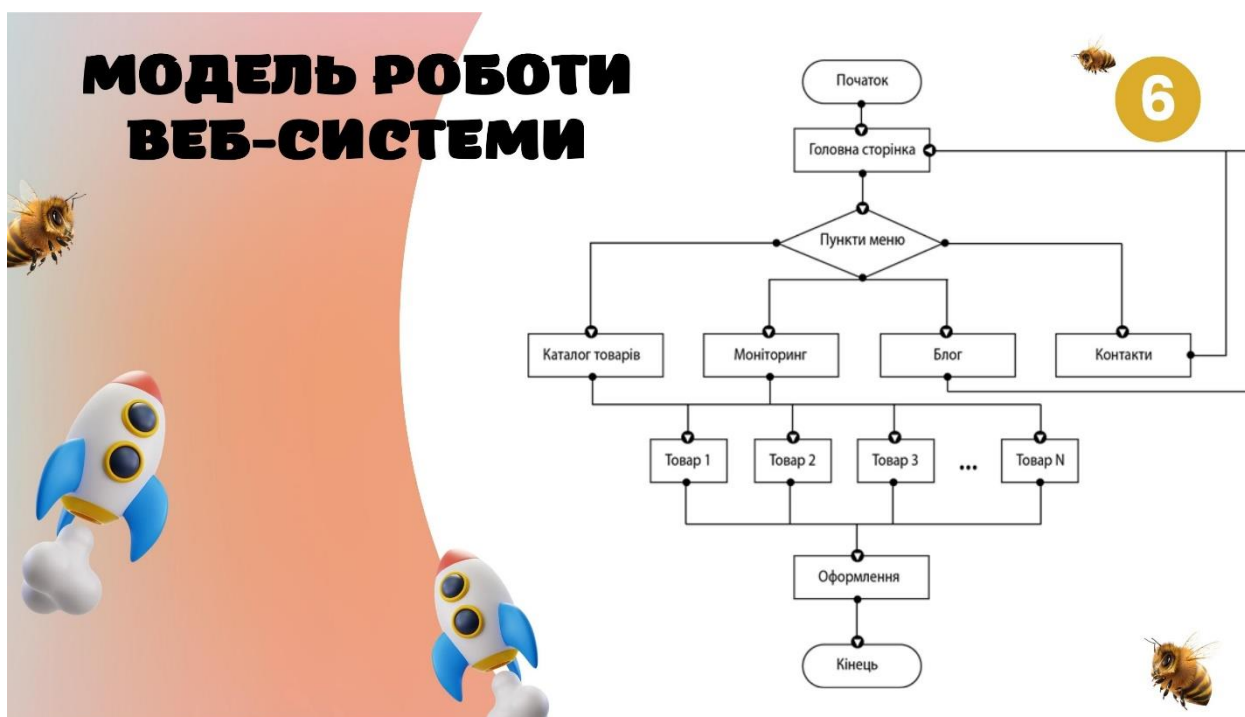 МОДЕЛЬ РОБОТИ
ВЕБ-СИСТЕМИ
6
Початок
Головна сторінка
Пункти меню
Каталог товарів
Моніторинг
Блог
Контакти
Товар 1
Товар 2
Товар 3
...
Товар N
Оформлення
Кінець